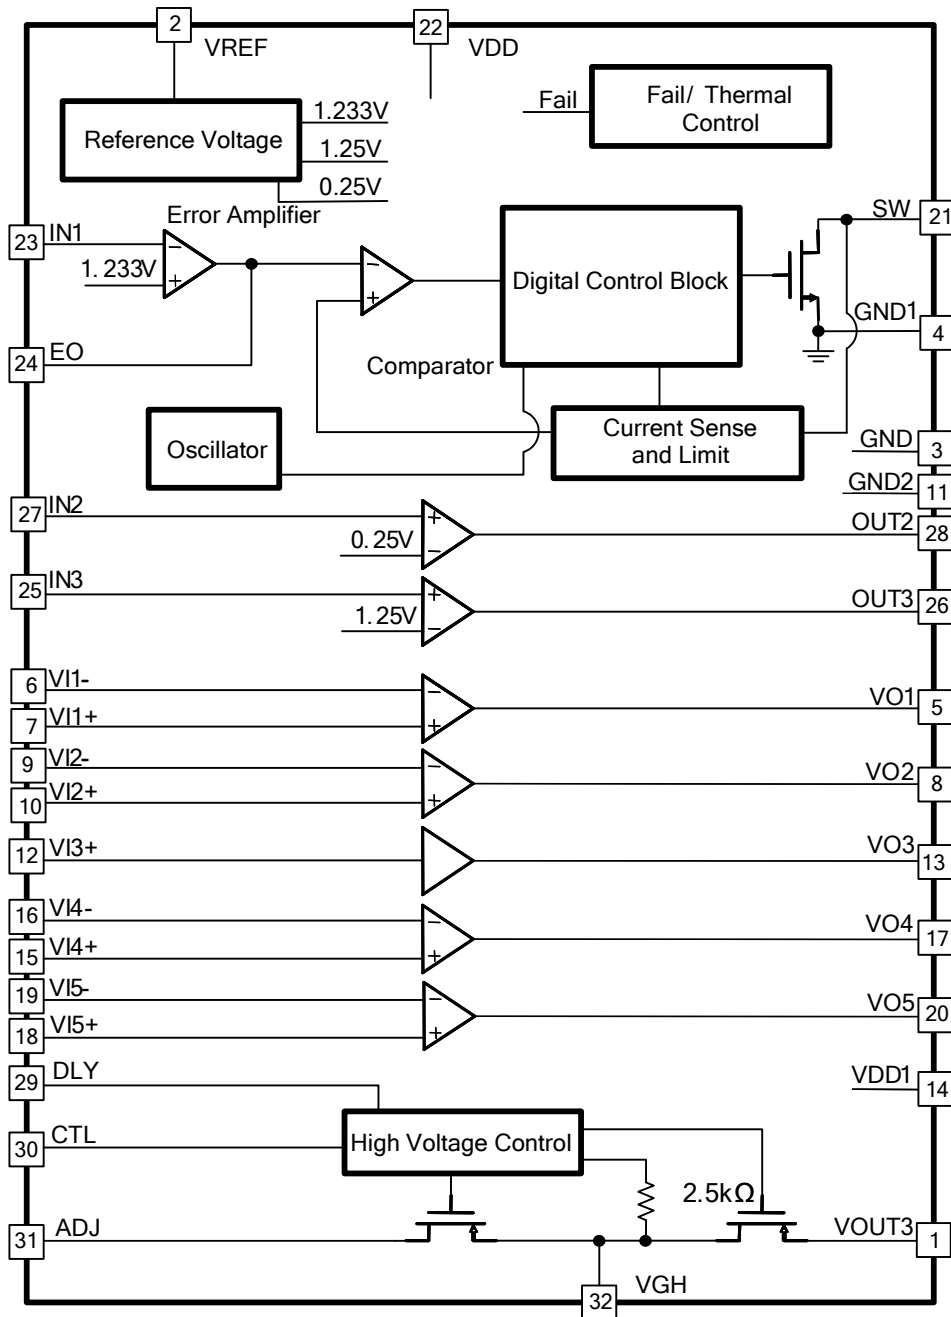 2
VREF
22
VDD
Reference Voltage
1.233V
1.25V
0.25V
Fail
Fail/ Thermal
Control
Error Amplifier
23
IN1
−
1.233V
+
−
+
Digital Control Block
SW
21
GND1
4
24
EO
Comparator
Oscillator
Current Sense
and Limit
GND
3
GND2
11
27
IN2
+
0.25V
−
OUT2
28
25
IN3
+
1.25V
−
OUT3
26
6
VI1-
−
7
VI1+
+
VO1
5
9
VI2-
−
10
VI2+
+
VO2
8
12
VI3+
VO3
13
16
VI4-
−
15
VI4+
+
VO4
17
19
VI5-
−
18
VI5+
+
VO5
20
29
DLY
VDD1
14
30
CTL
High Voltage Control
2.5kΩ
31
ADJ
VOUT3
1
VGH
32